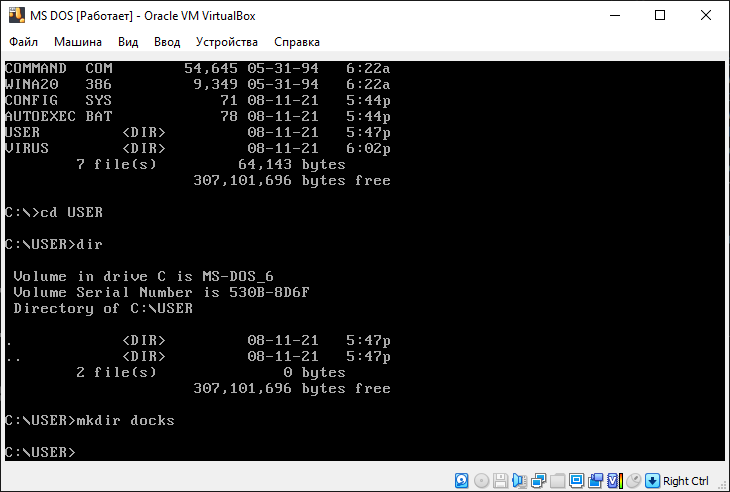 MS DOS [Работает] - Oracle VM VirtualBox
Файл Машина Вид Ввод Устройства Справка
COMMAND  COM        54,645 05-31-94   6:22a
WINA20   386         9,349 05-31-94   6:22a
CONFIG   SYS            71 08-11-21   5:44p
AUTOEXEC BAT            78 08-11-21   5:44p
USER         <DIR>         08-11-21   5:47p
VIRUS        <DIR>         08-11-21   6:02p
        7 file(s)         64,143 bytes
                     307,101,696 bytes free
C:\>cd USER
C:\USER>dir
 Volume in drive C is MS-DOS_6
 Volume Serial Number is 530B-8D6F
 Directory of C:\USER
.            <DIR>         08-11-21   5:47p
..           <DIR>         08-11-21   5:47p
        2 file(s)              0 bytes
                     307,101,696 bytes free
C:\USER>mkdir docks
C:\USER>
Right Ctrl